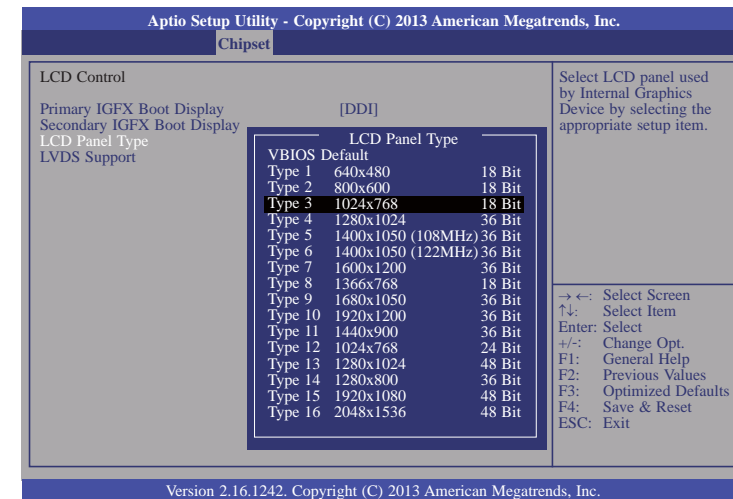 Aptio Setup Utility - Copyright (C) 2013 American Megatrends, Inc.
Chipset
LCD Control
Primary IGFX Boot Display [DDI]
Secondary IGFX Boot Display
LCD Panel Type
LVDS Support
LCD Panel Type
VBIOS Default
Type 1 640x480 18 Bit
Type 2 800x600 18 Bit
Type 3 1024x768 18 Bit
Type 4 1280x1024 36 Bit
Type 5 1400x1050 (108MHz) 36 Bit
Type 6 1400x1050 (122MHz) 36 Bit
Type 7 1600x1200 36 Bit
Type 8 1366x768 18 Bit
Type 9 1680x1050 36 Bit
Type 10 1920x1200 36 Bit
Type 11 1440x900 36 Bit
Type 12 1024x768 24 Bit
Type 13 1280x1024 48 Bit
Type 14 1280x800 36 Bit
Type 15 1920x1080 48 Bit
Type 16 2048x1536 48 Bit
Select LCD panel used
by Internal Graphics
Device by selecting the
appropriate setup item.
→←: Select Screen
↑↓: Select Item
Enter: Select
+/-: Change Opt.
F1: General Help
F2: Previous Values
F3: Optimized Defaults
F4: Save & Reset
ESC: Exit
Version 2.16.1242. Copyright (C) 2013 American Megatrends, Inc.